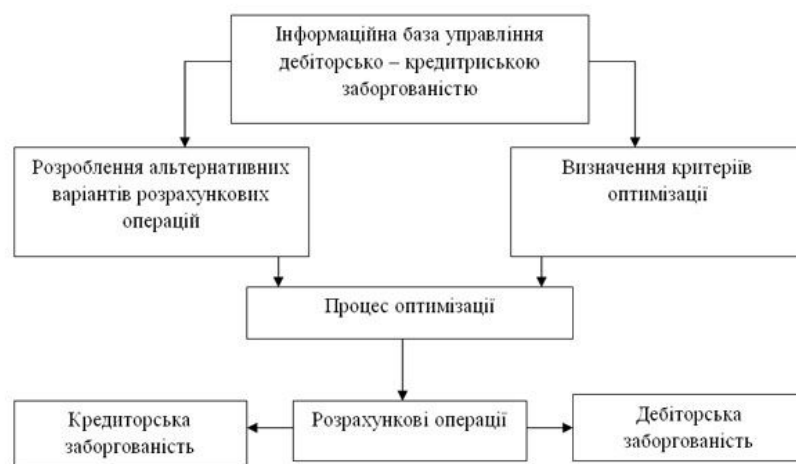 Інформаційна база управління
дебіторсько – кредитриською
заборгованістю
Розроблення альтернативних
варіантів розрахункових
операцій
Визначення критеріїв
оптимізації
Процес оптимізації
Кредиторська
заборгованість
Розрахункові операції
Дебіторська
заборгованість